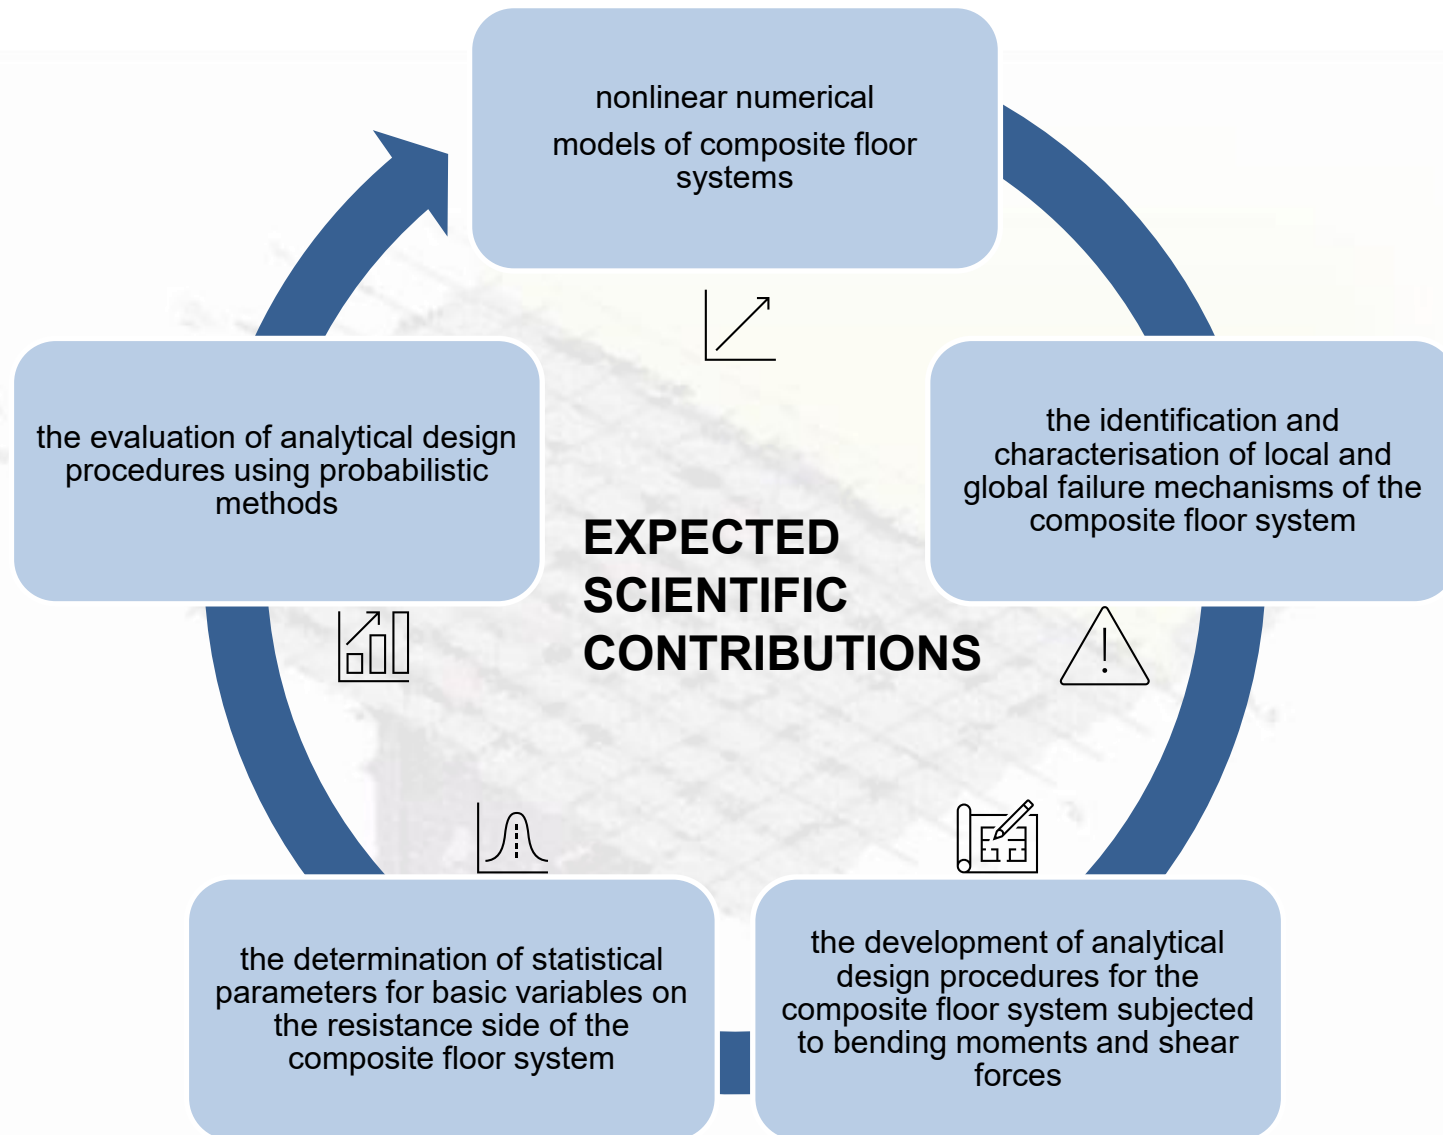 nonlinear numerical
models of composite floor
systems
the identification and
characterisation of local and
global failure mechanisms of the
composite floor system
the development of analytical
design procedures for the
composite floor system subjected
to bending moments and shear
forces
the determination of statistical
parameters for basic variables on
the resistance side of the
composite floor system
the evaluation of analytical design
procedures using probabilistic
methods
EXPECTED
SCIENTIFIC
CONTRIBUTIONS